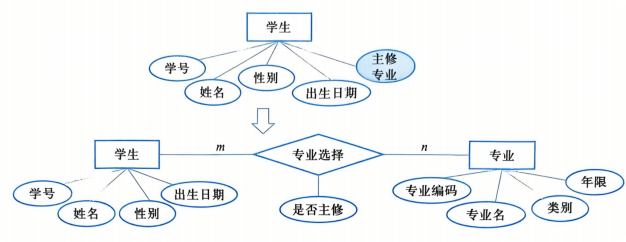 学生
学号
姓名
性别
出生日期
主修
专业
学生
m
专业选择
n
专业
学号
姓名
性别
出生日期
是否主修
专业编码
专业名
类别
年限